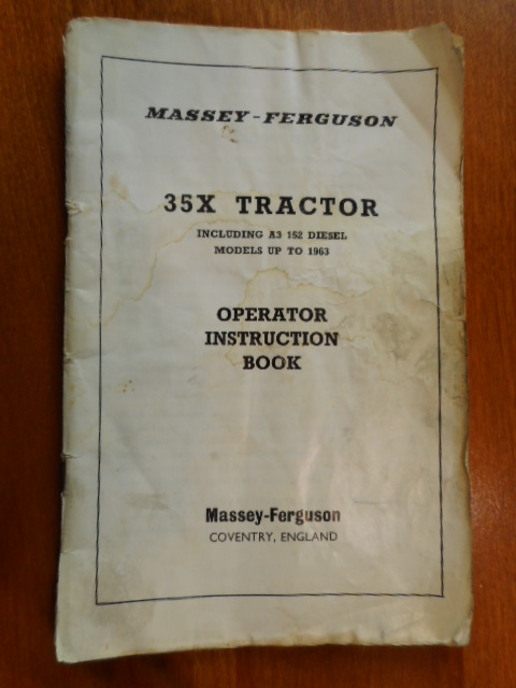 MASSEY-FERGUSON
35X TRACTOR
INCLUDING A3 152 DIESEL
MODELS UP TO 1963
OPERATOR
INSTRUCTION
BOOK
Massey-Ferguson
COVENTRY, ENGLAND